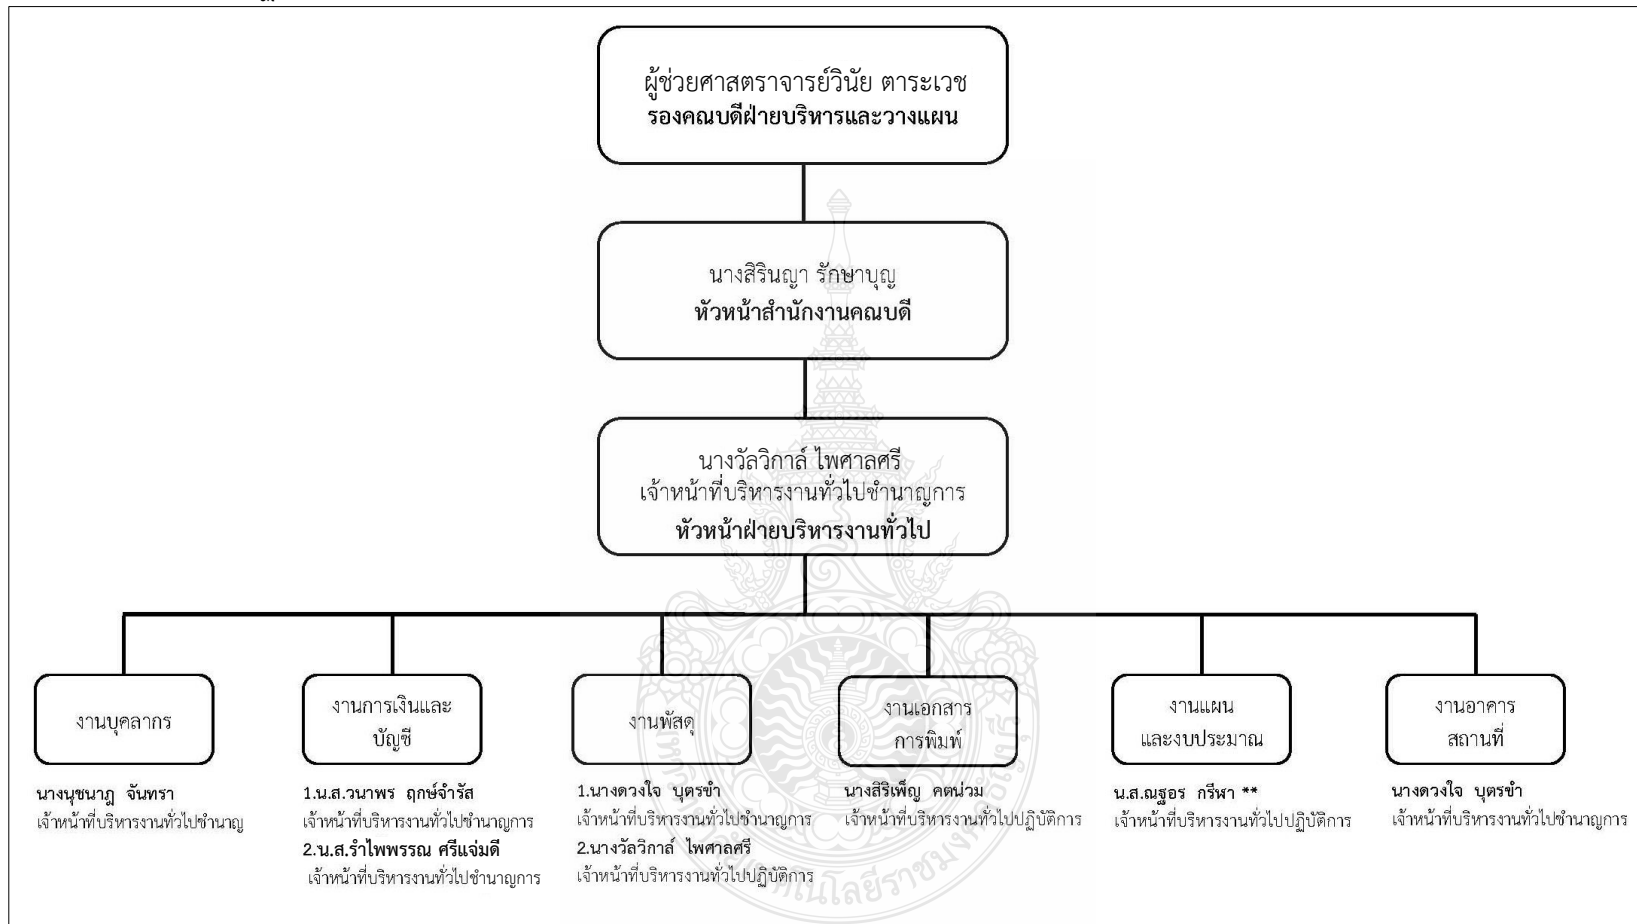 ผู้ช่วยศาสตราจารย์วินัย ตาระเวช
รองคณบดีฝ่ายบริหารและวางแผน
นางสิรินญา รักษาบุญ
หัวหน้าสำนักงานคณบดี
นางวัลวิกาล์ ไพศาลศรี
เจ้าหน้าที่บริหารงานทั่วไปชำนาญการ
หัวหน้าฝ่ายบริหารงานทั่วไป
งานบุคลากร
นางนุชนาฎ จันทรา
เจ้าหน้าที่บริหารงานทั่วไปชำนาญ
งานการเงินและ
บัญชี
1.น.ส.วนาพร ฤกษ์จำรัส
เจ้าหน้าที่บริหารงานทั่วไปชำนาญการ
2.น.ส.รำไพพรรณ ศรีแจ่มดี
เจ้าหน้าที่บริหารงานทั่วไปชำนาญการ
งานพัสดุ
1.นางดวงใจ บุตรขำ
เจ้าหน้าที่บริหารงานทั่วไปชำนาญการ
2.นางวัลวิกาล์ ไพศาลศรี
เจ้าหน้าที่บริหารงานทั่วไปปฏิบัติการ
งานเอกสาร
การพิมพ์
นางสิริเพ็ญ คตน่วม
เจ้าหน้าที่บริหารงานทั่วไปปฏิบัติการ
งานแผน
และงบประมาณ
น.ส.ณฐอร กรีฬา **
เจ้าหน้าที่บริหารงานทั่วไปปฏิบัติการ
งานอาคาร
สถานที่
นางดวงใจ บุตรขำ
เจ้าหน้าที่บริหารงานทั่วไปชำนาญการ